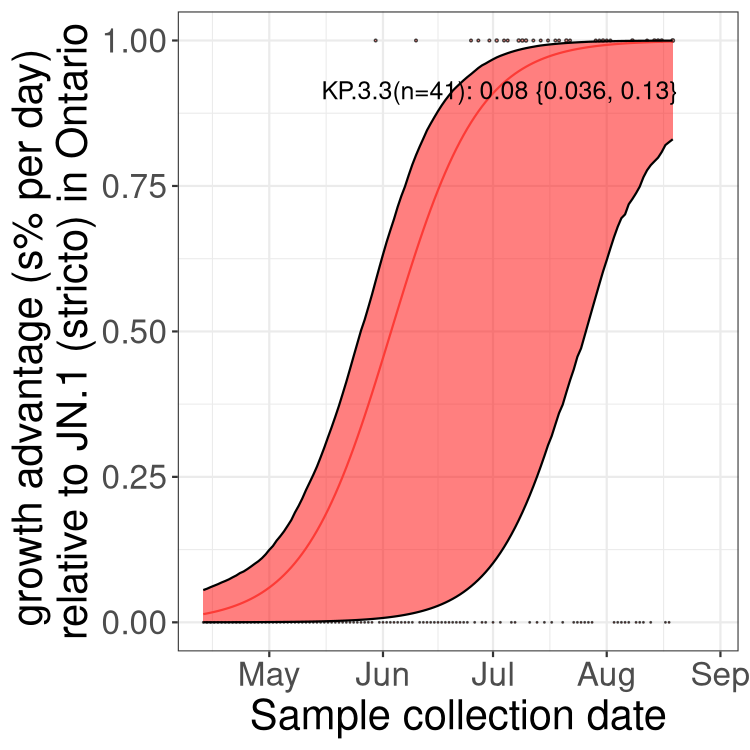 growth advantage (s% per day)
relative to JN.1 (stricto) in Ontario
1.00
0.75
0.50
0.25
0.00
KP.3.3(n=41): 0.08 {0.036, 0.13}
May Jun Jul Aug Sep
Sample collection date